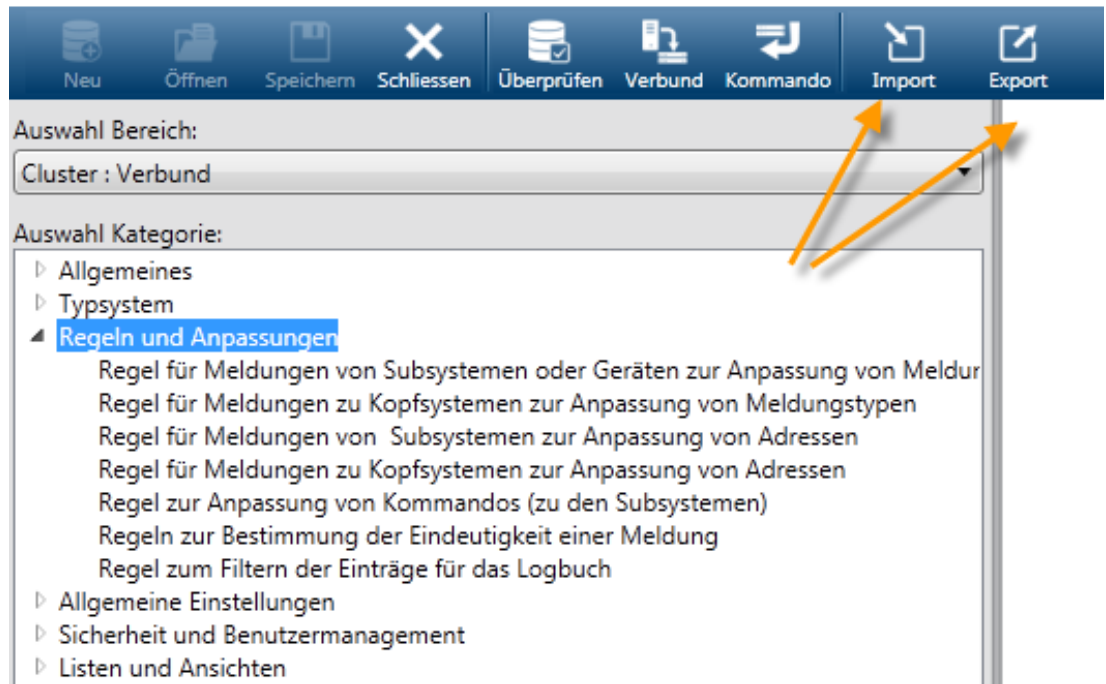 Neu Öffnen Speichern Schliessen Überprüfen Verbund Kommando Import Export
Auswahl Bereich:
Cluster : Verbund
Auswahl Kategorie:
Allgemeines
Typsystem
Regeln und Anpassungen
Regel für Meldungen von Subsystemen oder Geräten zur Anpassung von Meldur
Regel für Meldungen zu Kopfsystemen zur Anpassung von Meldungstypen
Regel für Meldungen von  Subsystemen zur Anpassung von Adressen
Regel für Meldungen zu Kopfsystemen zur Anpassung von Adressen
Regel zur Anpassung von Kommandos (zu den Subsystemen)
Regeln zur Bestimmung der Eindeutigkeit einer Meldung
Regel zum Filtern der Einträge für das Logbuch
Allgemeine Einstellungen
Sicherheit und Benutzermanagement
Listen und Ansichten